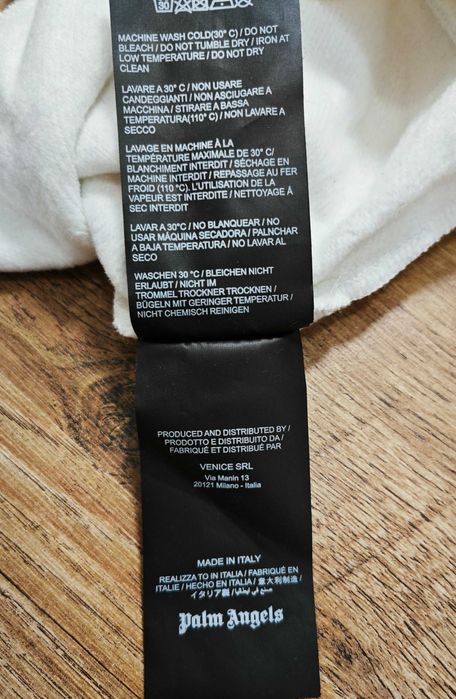 30
MACHINE WASH COLD(30° C) / DO NOT
BLEACH / DO NOT TUMBLE DRY / IRON AT
LOW TEMPERATURE / DO NOT DRY
CLEAN
LAVARE A 30° C / NON USARE
CANDEGGIANTI / NON ASCIUGARE A
MACCHINA / STIRARE A BASSA
TEMPERATURA(110° C) / NON LAVARE A
SECO
LAVAGE EN MACHINE À LA
TEMPÉRATURE MAXIMALE DE 30° C/
BLANCHIMENT INTERDIT / SÉCHAGE EN
MACHINE INTERDIT / REPASSAGE AU FER
FROID (110 °C). L'UTILISATION DE LA
VAPEUR EST INTERDITE / NETTOYAGE À
SEC INTERDIT
LAVAR A 30°C / NO BLANQUEAR / NO
USAR MÁQUINA SECADORA / PALNCHAR
A BAJA TEMPERATURA / NO LAVAR AL
SECO
WASCHEN 30 °C / BLEICHEN NICHT
ERLAUBT / NICHT IM
TROMMEL TROCKNER TROCKNEN /
BÜGELN MIT GERINGER TEMPERATUR /
NICHT CHEMISCH REINIGEN
PRODUCED AND DISTRIBUTED BY /
PRODOTTO E DISTRIBUITO DA /
FABRIQUÉ ET DISTRIBUÉ PAR
VENICE SRL
Via Manin 13
20121 Milano - Italia
MADE IN ITALY
REALIZZA TO IN ITALIA / FABRIQUÉ EN
ITALIE / HECHO EN ITALIA / 意大利制造 /
イタリア製 / صنع في إيطاليا
Palm Angels